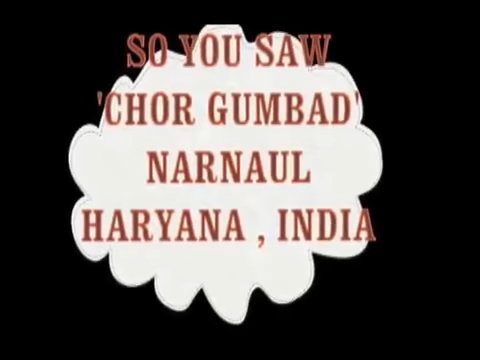 SO YOU SAW
'CHOR GUMBAD'
NARNAUL
HARYANA , INDIA